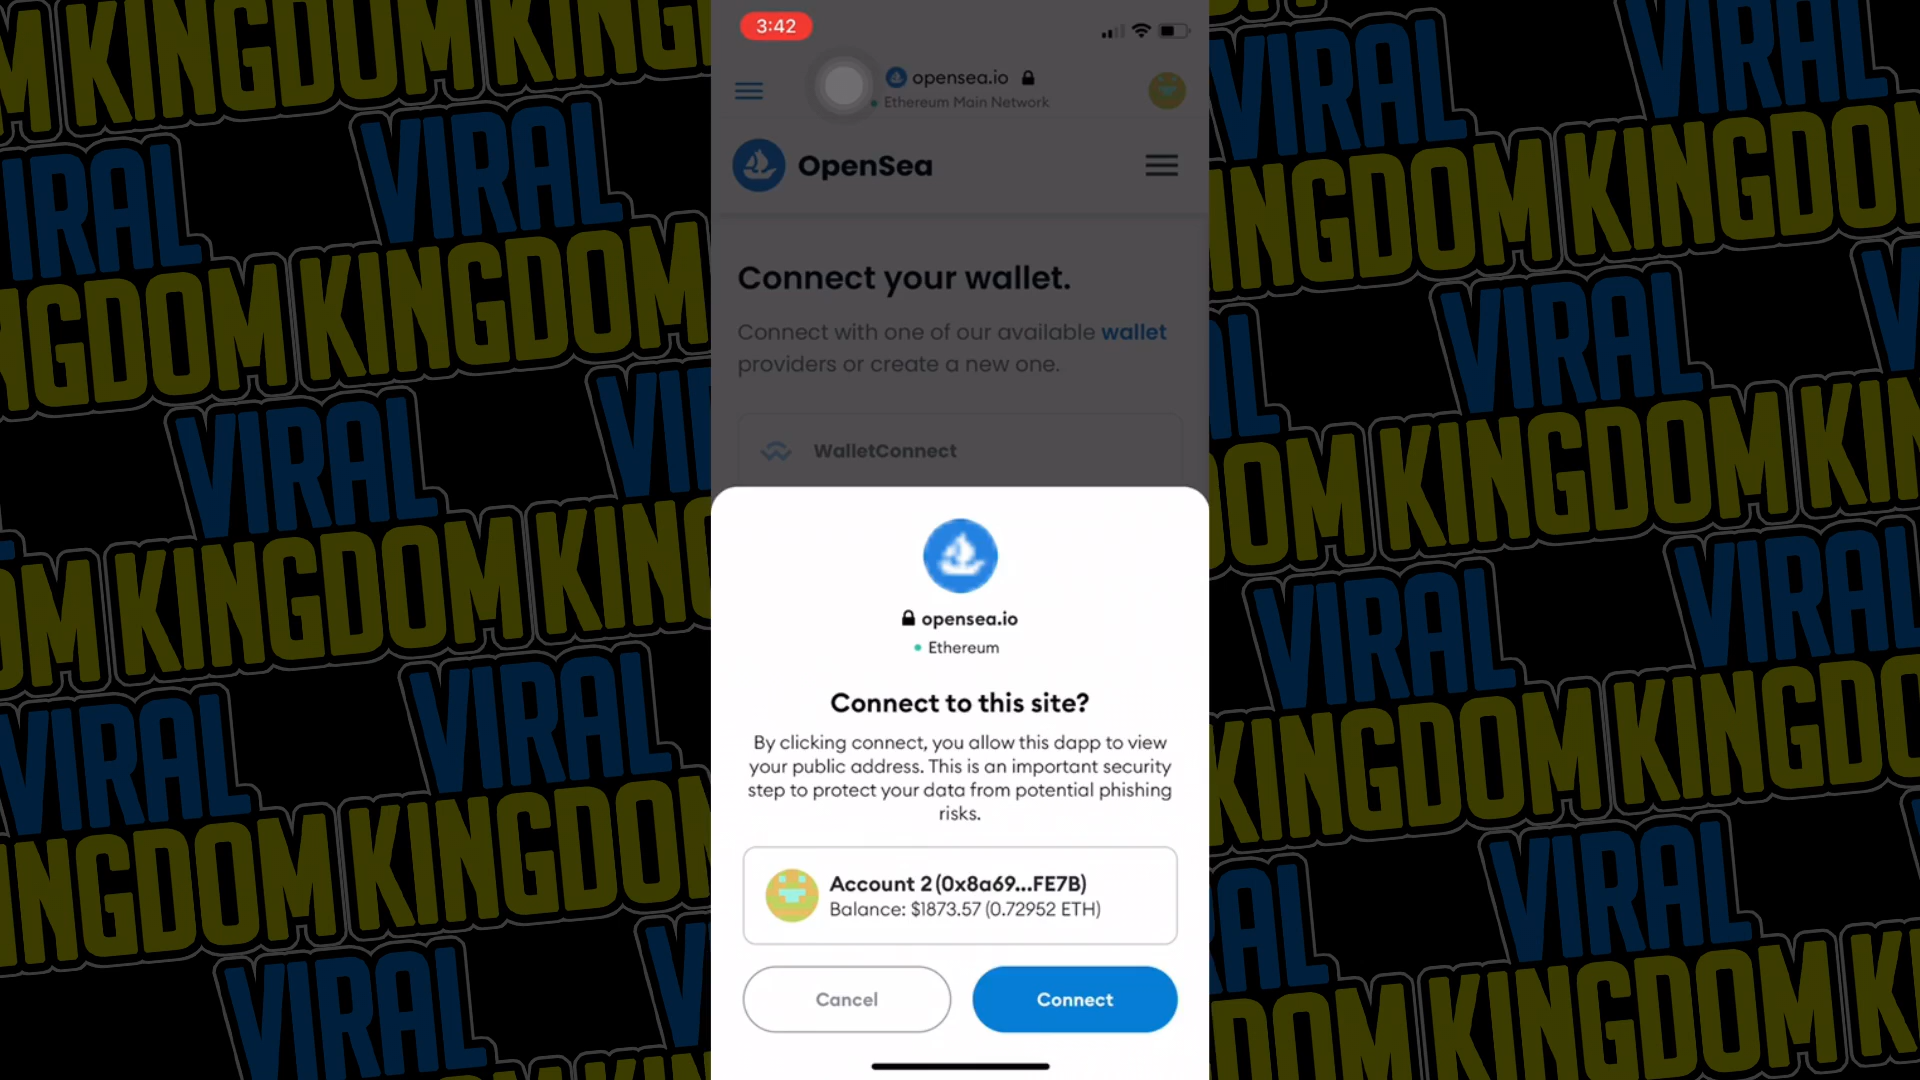 3:42
opensea.io
Ethereum Main Network
OpenSea
Connect your wallet.
Connect with one of our available wallet
providers or create a new one.
WalletConnect
opensea.io
Ethereum
Connect to this site?
By clicking connect, you allow this dapp to view
your public address. This is an important security
step to protect your data from potential phishing
risks.
Account 2 (0x8a69...FE7B)
Balance: $1873.57 (0.72952 ETH)
Cancel
Connect
VIRAL
KINGDOM